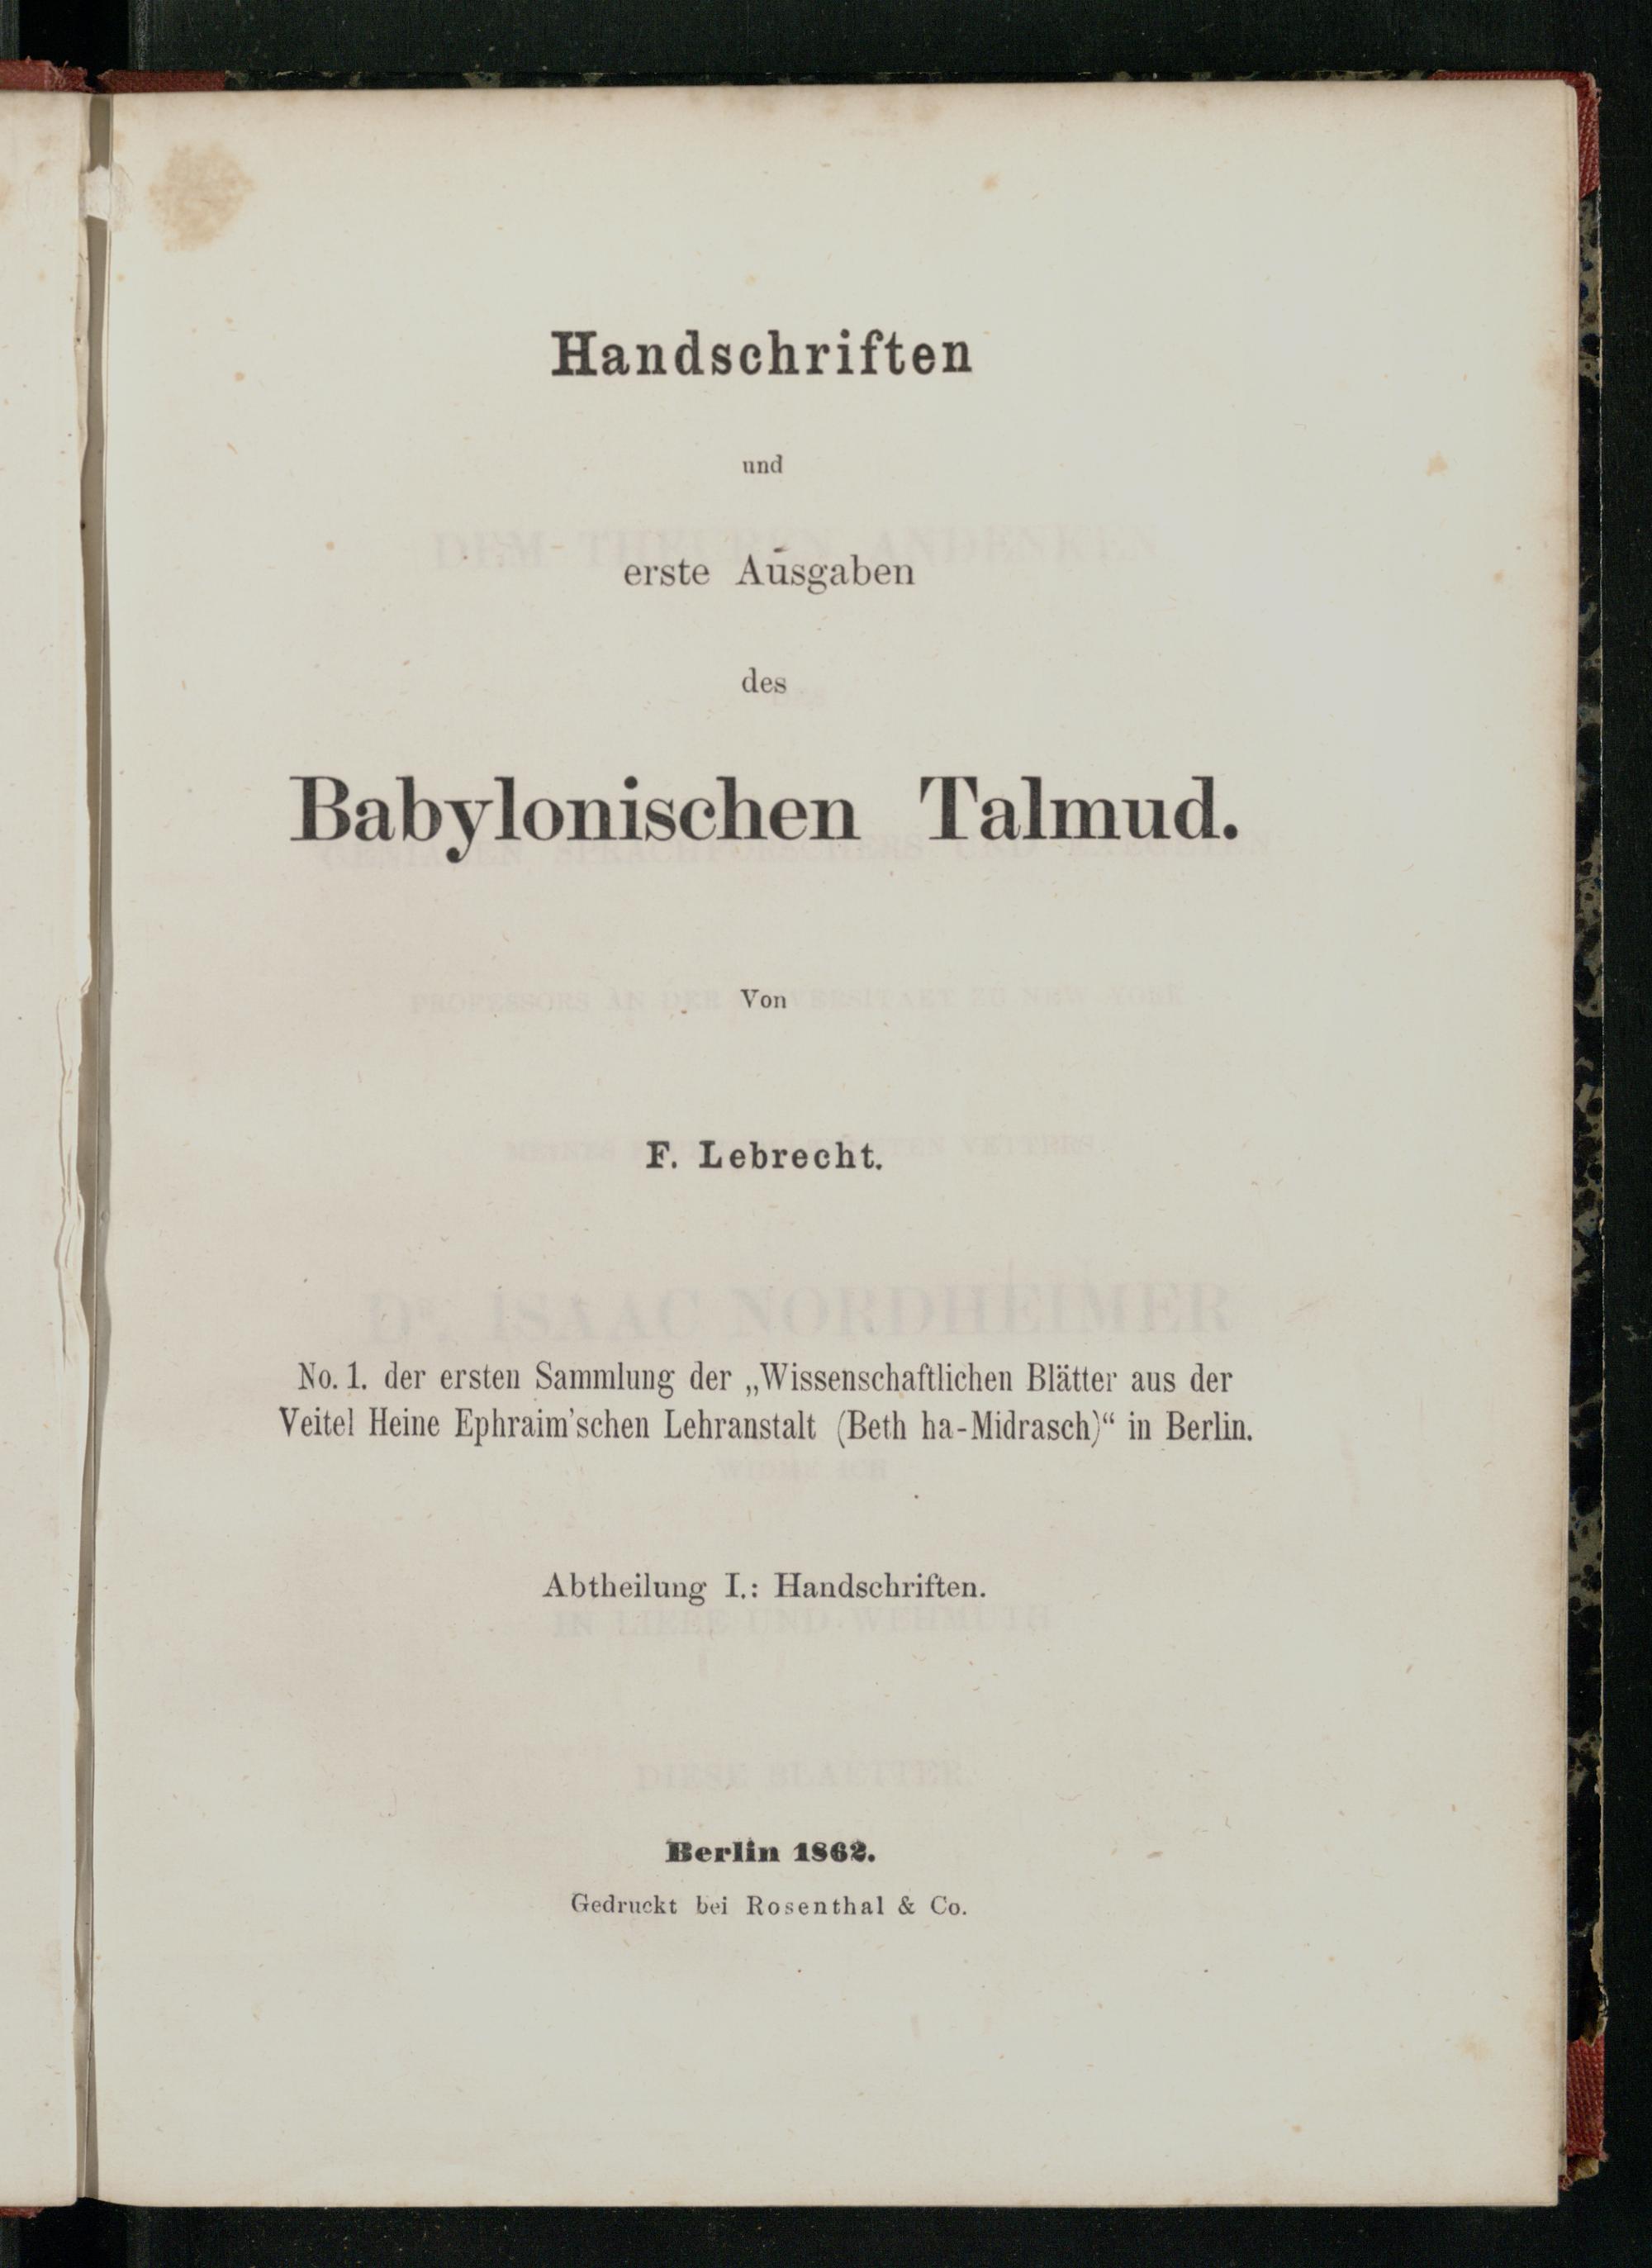 Handschriften
und
erste Ausgaben
des
Babylonischen Talmud.
Von
F. Lebrecht.
No. 1. der ersten Sammlung der „Wissenschaftlichen Blätter aus der
Veitel Heine Ephraim'schen Lehranstalt (Beth ha-Midrasch)“ in Berlin.
Abtheilung I.: Handschriften.
Berlin 1862.
Gedruckt bei Rosenthal & Co.